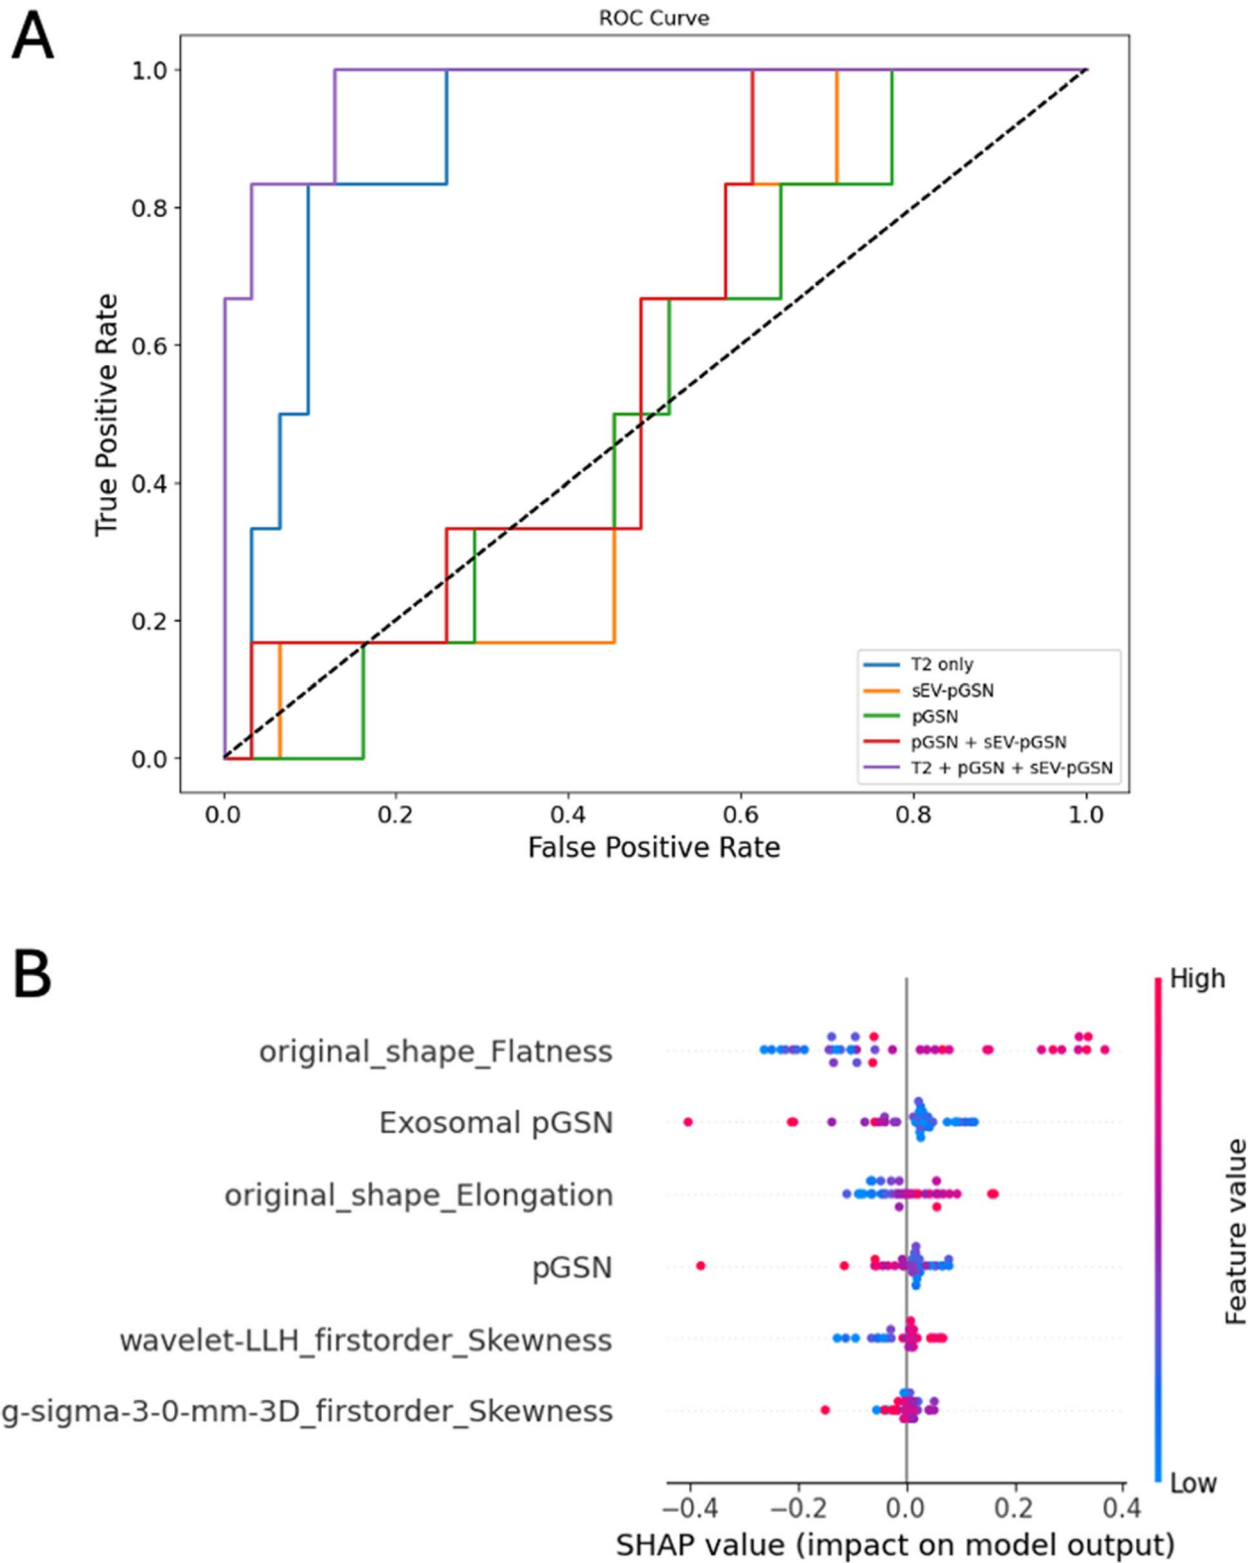 A
ROC Curve
1.0
0.8
0.6
0.4
0.2
0.0
True Positive Rate
T2 only
sEV-pGSN
pGSN
pGSN + sEV-pGSN
T2 + pGSN + sEV-pGSN
0.0 0.2 0.4 0.6 0.8 1.0
False Positive Rate
B
High
original_shape_Flatness
Exosomal pGSN
original_shape_Elongation
pGSN
wavelet-LLH_firstorder_Skewness
g-sigma-3-0-mm-3D_firstorder_Skewness
Feature value
Low
−0.4 −0.2 0.0 0.2 0.4
SHAP value (impact on model output)